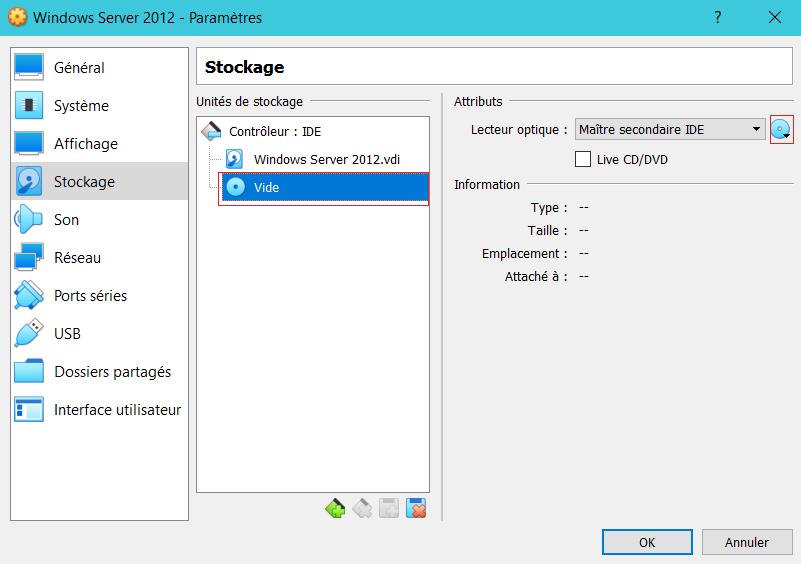 Windows Server 2012 - Paramètres
?
Général
Système
Affichage
Stockage
Son
Réseau
Ports séries
USB
Dossiers partagés
Interface utilisateur
Stockage
Unités de stockage
Contrôleur : IDE
Windows Server 2012.vdi
Vide
Attributs
Lecteur optique : Maître secondaire IDE
Live CD/DVD
Information
Type : --
Taille : --
Emplacement : --
Attaché à : --
OK
Annuler